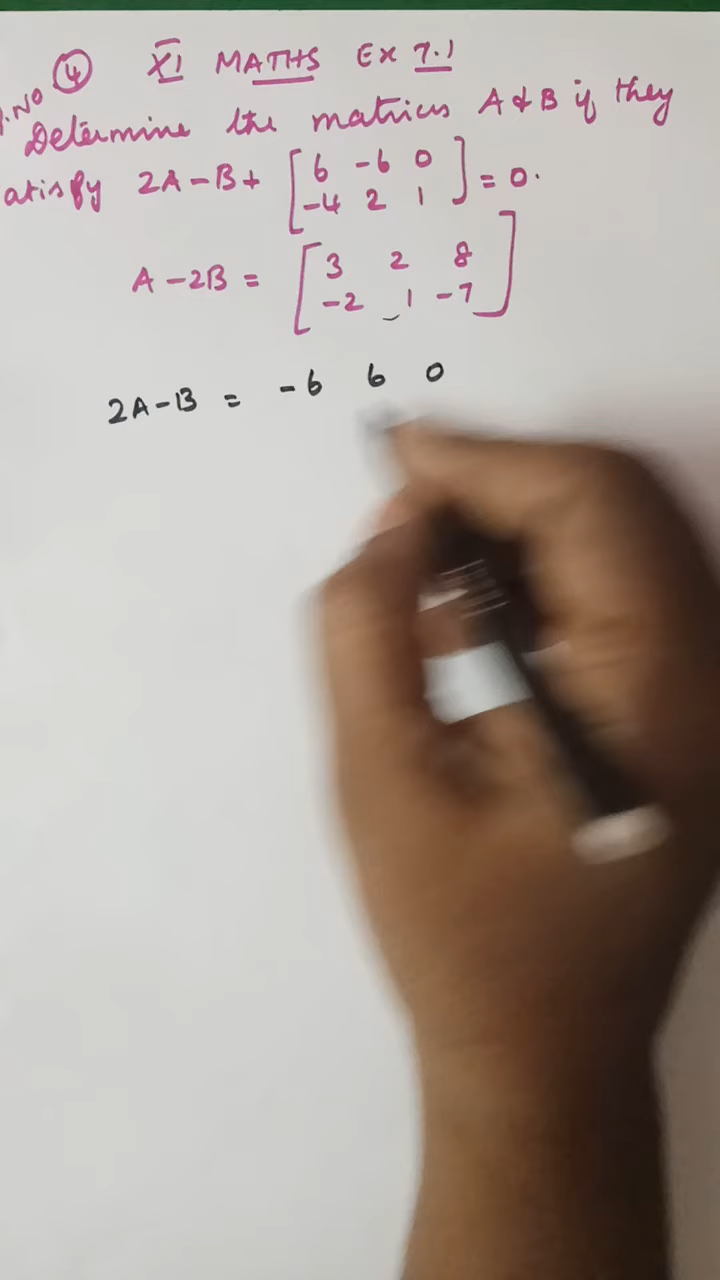 Q.NO ④ XI MATHS Ex 7.1
Determine the matrices A & B if they
satisfy 2A-B+ [6 -6 0
-4 2 1] = 0.
A-2B = [3 2 8
-2 1 -7]
2A-B = -6 6 0